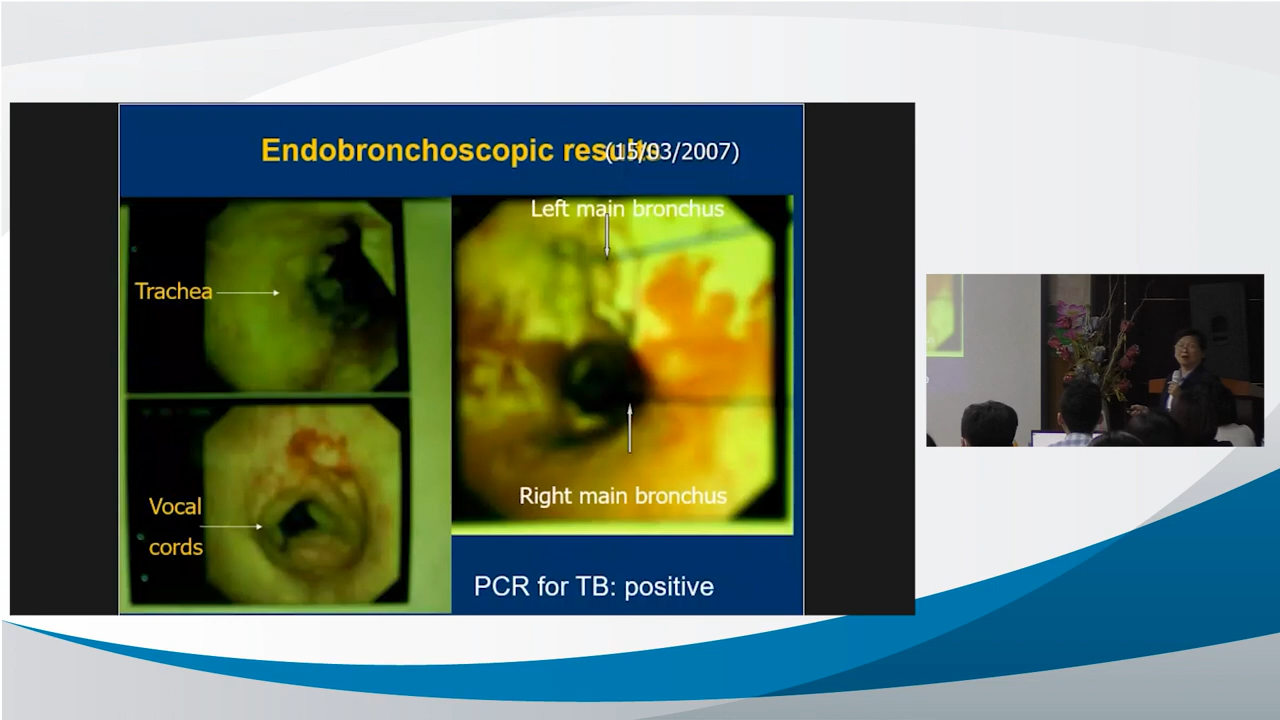 Endobronchoscopic results
(15/03/2007)
Left main bronchus
Trachea
Right main bronchus
Vocal
cords
PCR for TB: positive